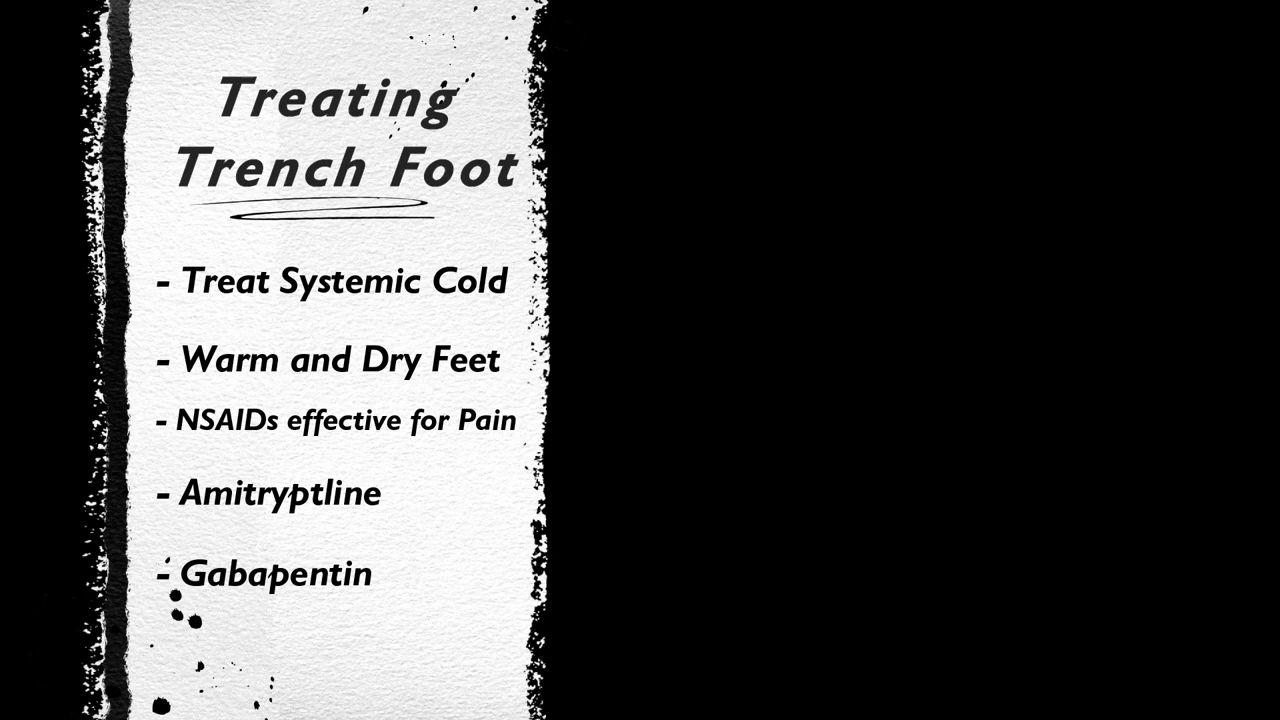 Treating
Trench Foot
- Treat Systemic Cold
- Warm and Dry Feet
- NSAIDs effective for Pain
- Amitryptline
- Gabapentin